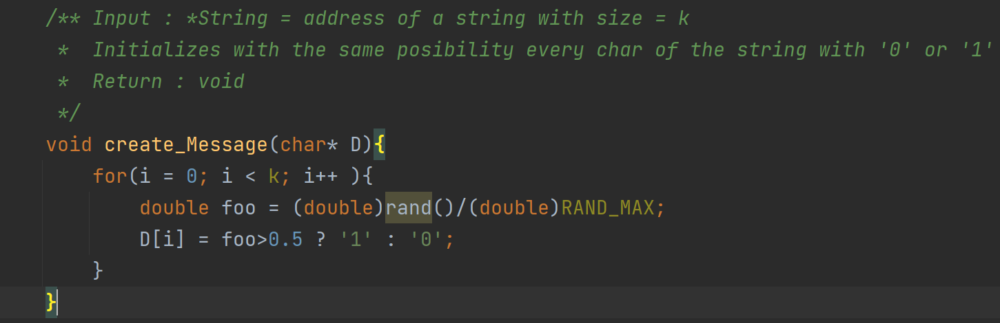 /** Input : *String = address of a string with size = k
 *  Initializes with the same posibility every char of the string with '0' or '1'
 *  Return : void
 */
void create_Message(char* D){
    for(i = 0; i < k; i++ ){
        double foo = (double)rand()/(double)RAND_MAX;
        D[i] = foo>0.5 ? '1' : '0';
    }
}